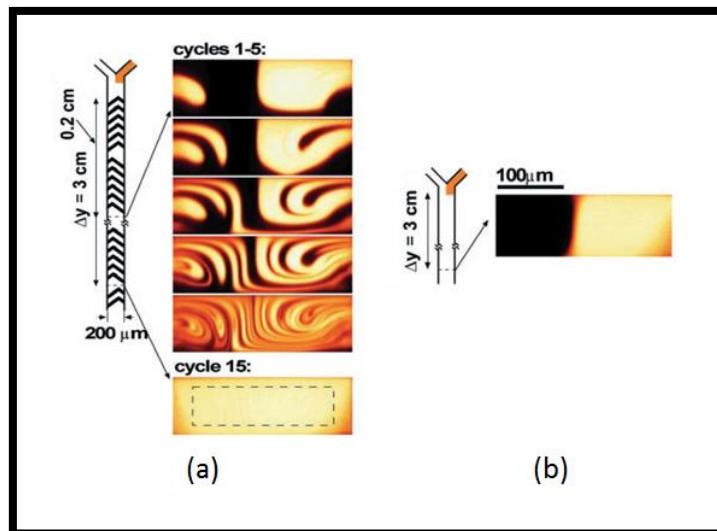 cycles 1-5:
0.2 cm
Δy = 3 cm
200 μm
cycle 15:
(a)
100μm
Δy = 3 cm
(b)